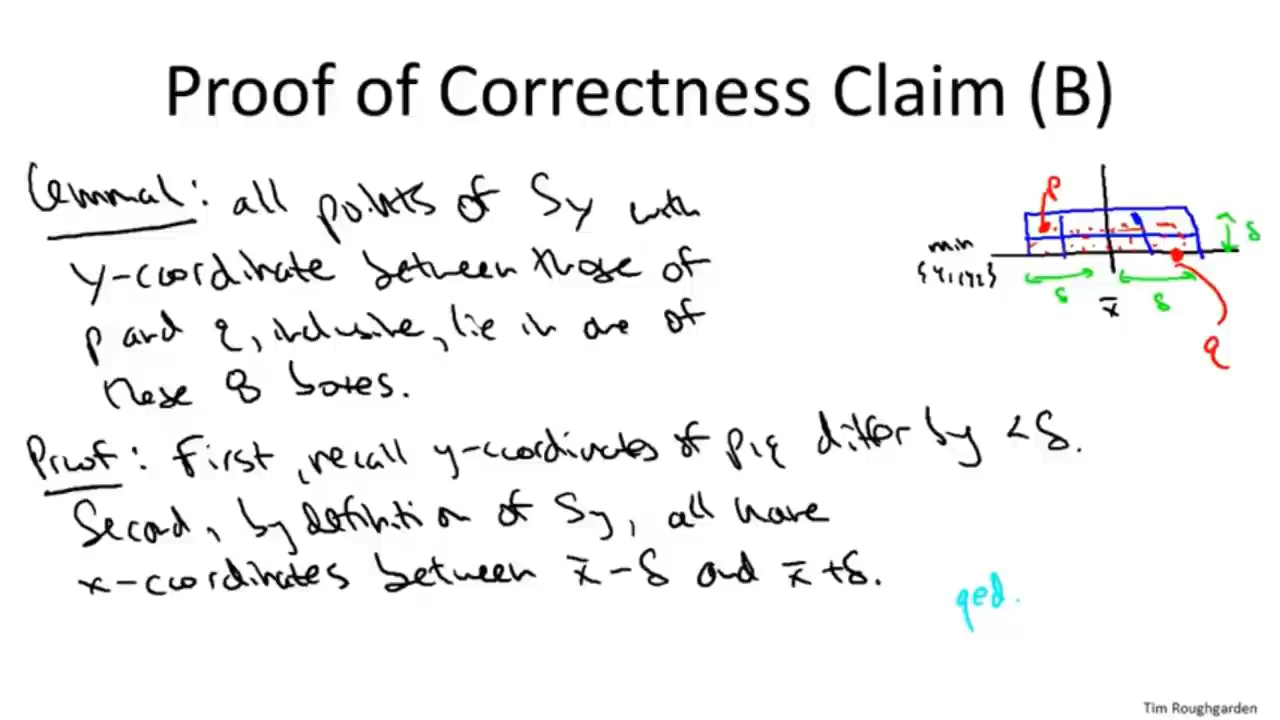 Proof of Correctness Claim (B)
Lemma1: all points of Sy with
y-coordinate between those of
p and q, inclusive, lie in one of
these 8 boxes.
Proof: First, recall y-coordinates of p,q differ by < δ.
Second, by definition of Sy, all have
x-coordinates between x̄-δ and x̄+δ.
qed.
p
min
{y1,y2}
δ
δ
δ
x̄
q
Tim Roughgarden